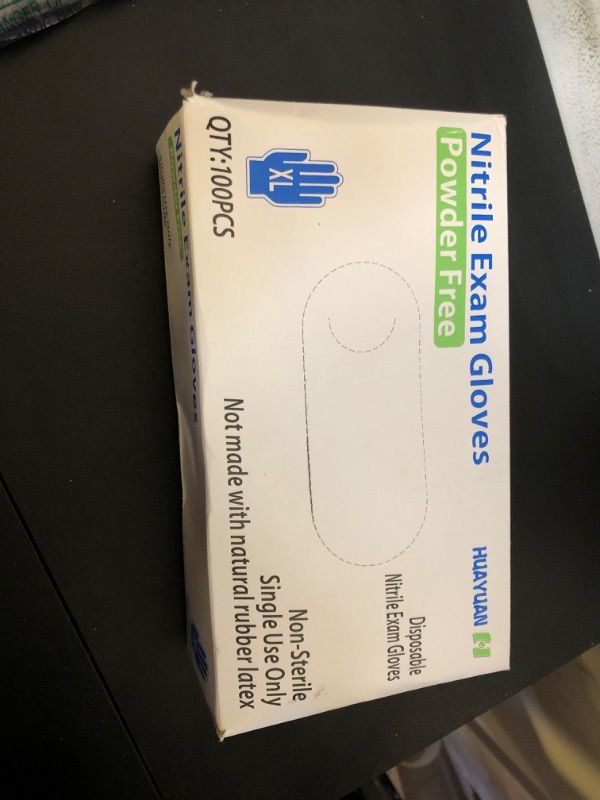 Nitrile Exam Gloves
Powder Free
HUAYUAN
Disposable
Nitrile Exam Gloves
XL
QTY:100PCS
Non-Sterile
Single Use Only
Not made with natural rubber latex
Nitrile Exam Gloves